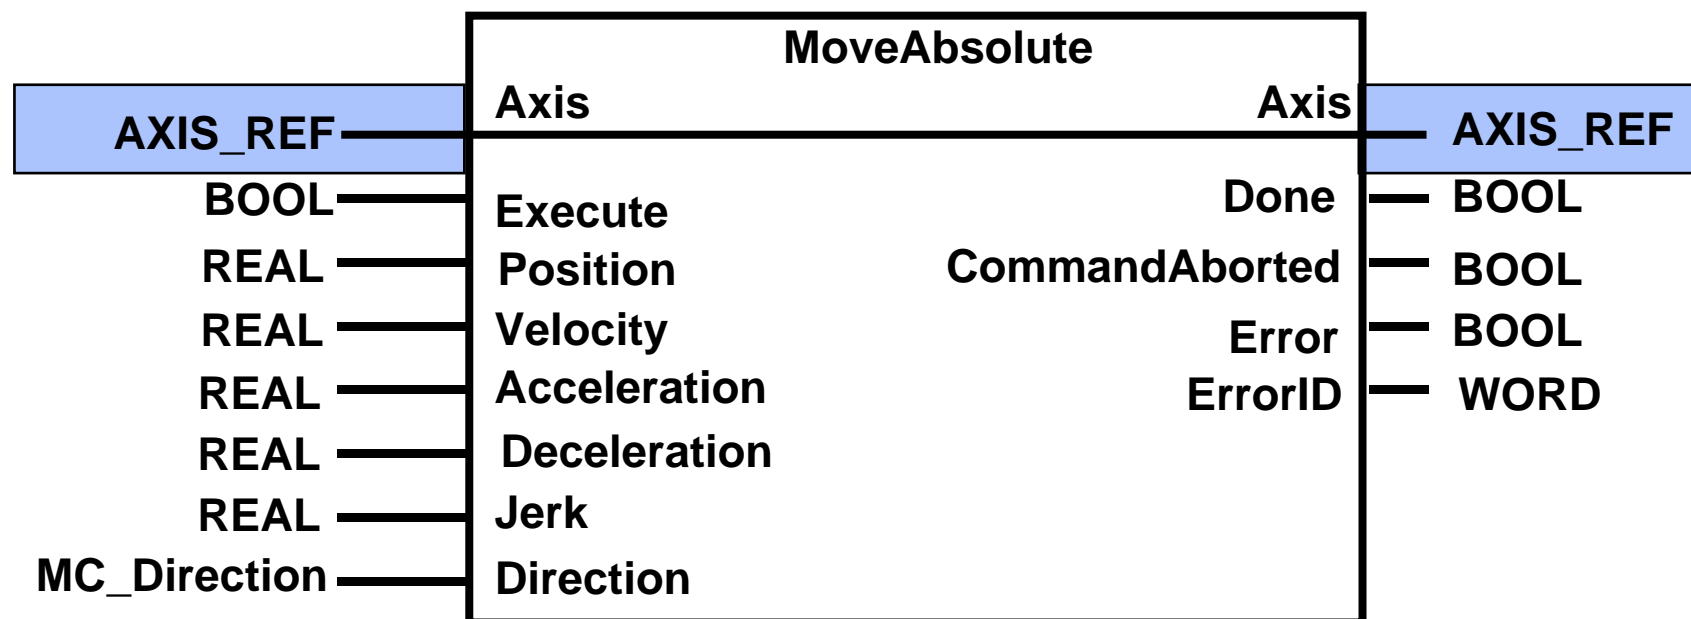 MoveAbsolute
AXIS_REF Axis Axis AXIS_REF
BOOL Execute Done BOOL
REAL Position CommandAborted BOOL
REAL Velocity Error BOOL
REAL Acceleration ErrorID WORD
REAL Deceleration
REAL Jerk
MC_Direction Direction